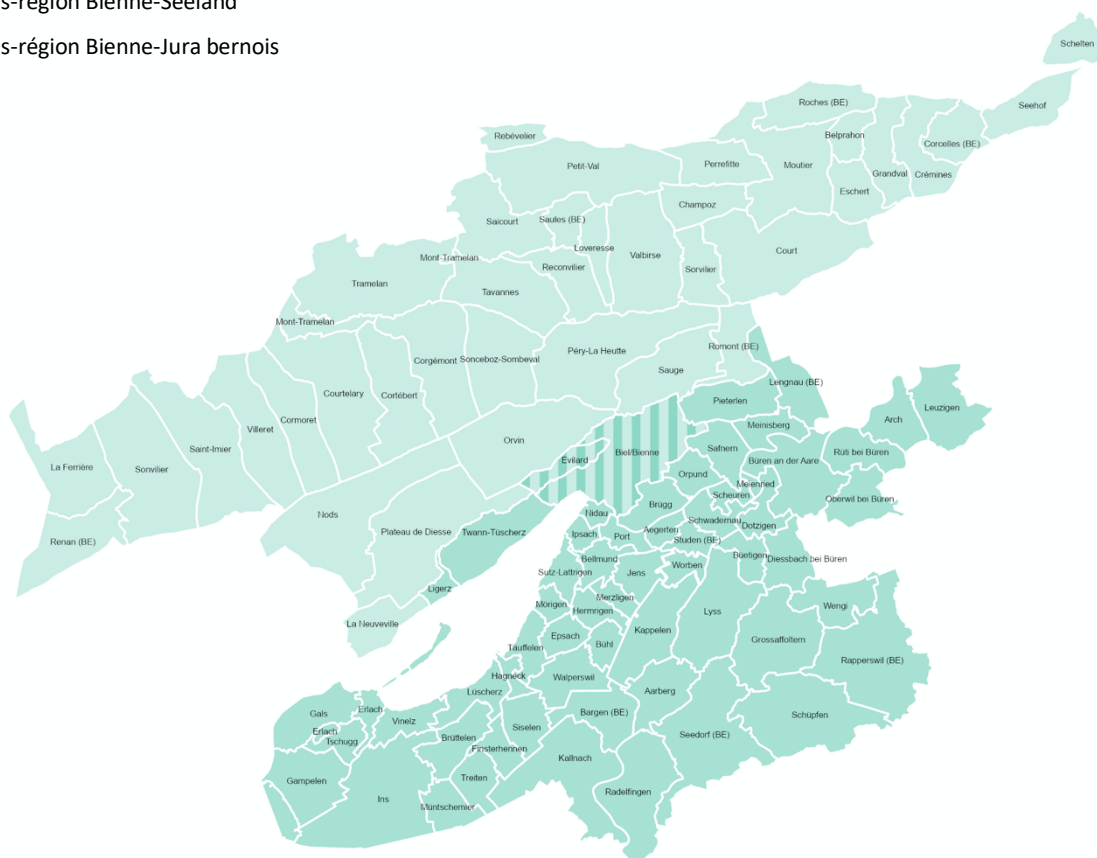 s-région Bienne-Seeland
s-région Bienne-Jura bernois
Schelten
Roches (BE)
Seehof
Rebévelier
Belprahon
Corcelles (BE)
Petit-Val
Perrefitte
Moutier
Grandval
Crémines
Eschert
Champoz
Saicourt
Saules (BE)
Loveresse
Valbirse
Court
Mont-Tramelan
Reconvilier
Sorvilier
Tramelan
Tavannes
Mont-Tramelan
Romont (BE)
Péry-La Heutte
Corgémont
Sonceboz-Sombeval
Sauge
Lengnau (BE)
Courtelary
Cortébert
Pieterlen
Leuzigen
Cormoret
Villeret
Arch
Meinisberg
Saint-Imier
Orvin
Safnern
Biel/Bienne
Rüti bei Büren
Evilard
Büren an der Aare
La Ferrière
Sonvilier
Orpund
Meienried
Scheuren
Oberwil bei Büren
Brügg
Nods
Nidau
Schwadernau
Dotzigen
Plateau de Diesse
Twann-Tüscherz
Aegerten
Ipsach
Port
Studen (BE)
Renan (BE)
Büetigen
Diessbach bei Büren
Bellmund
Worben
Sutz-Lattrigen
Jens
Ligerz
Merzligen
Mörigen
Wengi
Hermrigen
Lyss
La Neuveville
Kappelen
Epsach
Grossaffoltern
Bühl
Täuffelen
Rapperswil (BE)
Hagneck
Walperswil
Lüscherz
Aarberg
Erlach
Gals
Bargen (BE)
Schüpfen
Vinelz
Siselen
Erlach
Seedorf (BE)
Brüttelen
Tschugg
Finsterhennen
Kallnach
Treiten
Gampelen
Radelfingen
Ins
Müntschemier